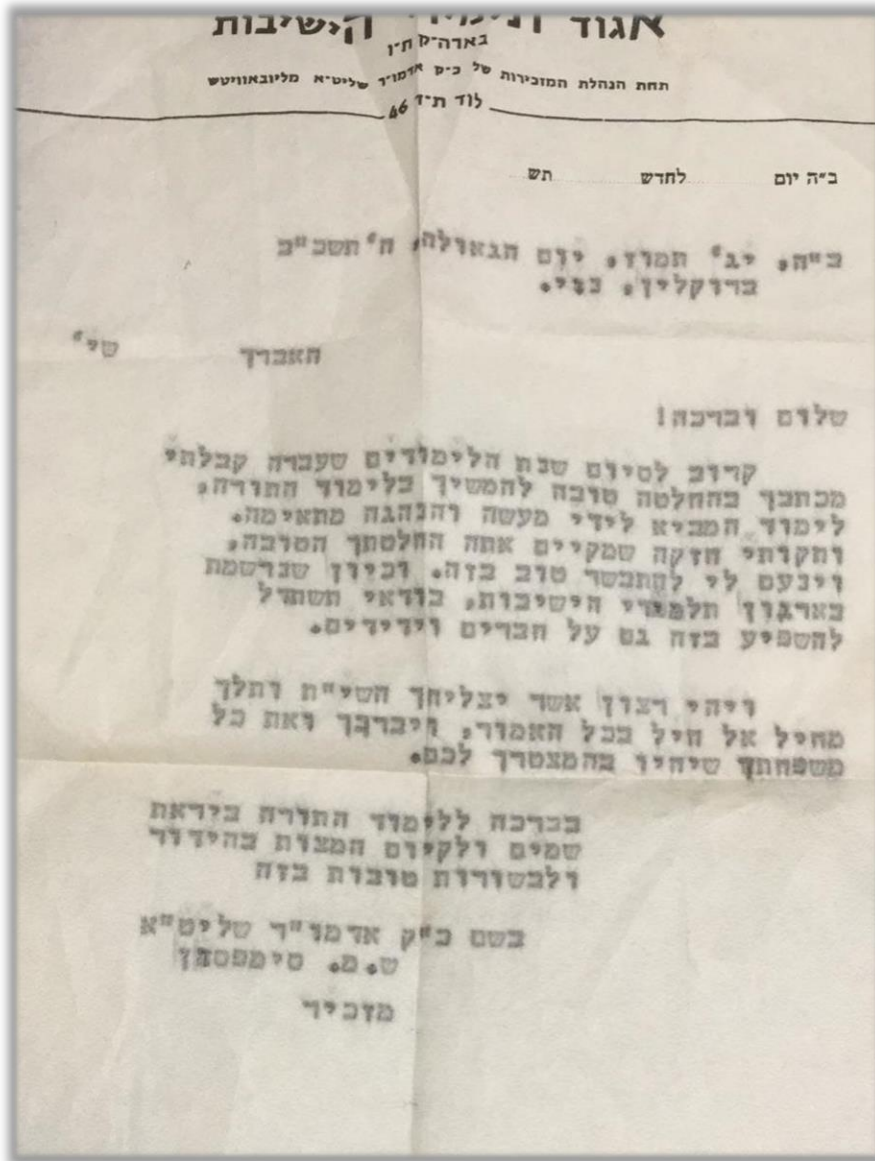 אגוד תלמידי הישיבות
באה״ק ת״ו
תחת הנהלת המזכירות של כ״ק אדמו״ר שליט״א מליובאוויטש
לוד ת״ד 46
ב״ה יום לחדש תש
ב"ה, יג' תמוז, יום הגאולה, ה'תשכ"ב
ברוקלין, נ.י.
האברך שי'
שלום וברכה!
קרוב לסיום שנת הלימודים שעברה קבלתי
מכתבך בהחלטה טובה להמשיך בלימוד התורה,
לימוד המביא לידי מעשה והנהגה מתאימה.
ותקותי חזקה שמקיים אתה החלטתך הטובה,
וינעם לי להתבשר טוב בזה. וכיון שנרשמת
בארגון תלמידי הישיבות, בודאי תשתדל
להשפיע בזה גם על חברים וידידים.
ויהי רצון אשר יצליחך השי"ת ותלך
מחיל אל חיל בכל האמור, ויברכך ואת כל
משפחתך שיחיו בהמצטרך לכם.
בברכה ללימוד התורה ביראת
שמים ולקיום המצות בהידור
ולבשורות טובות בזה
בשם כ"ק אדמו"ר שליט"א
ש.מ. סימפסון
מזכיר